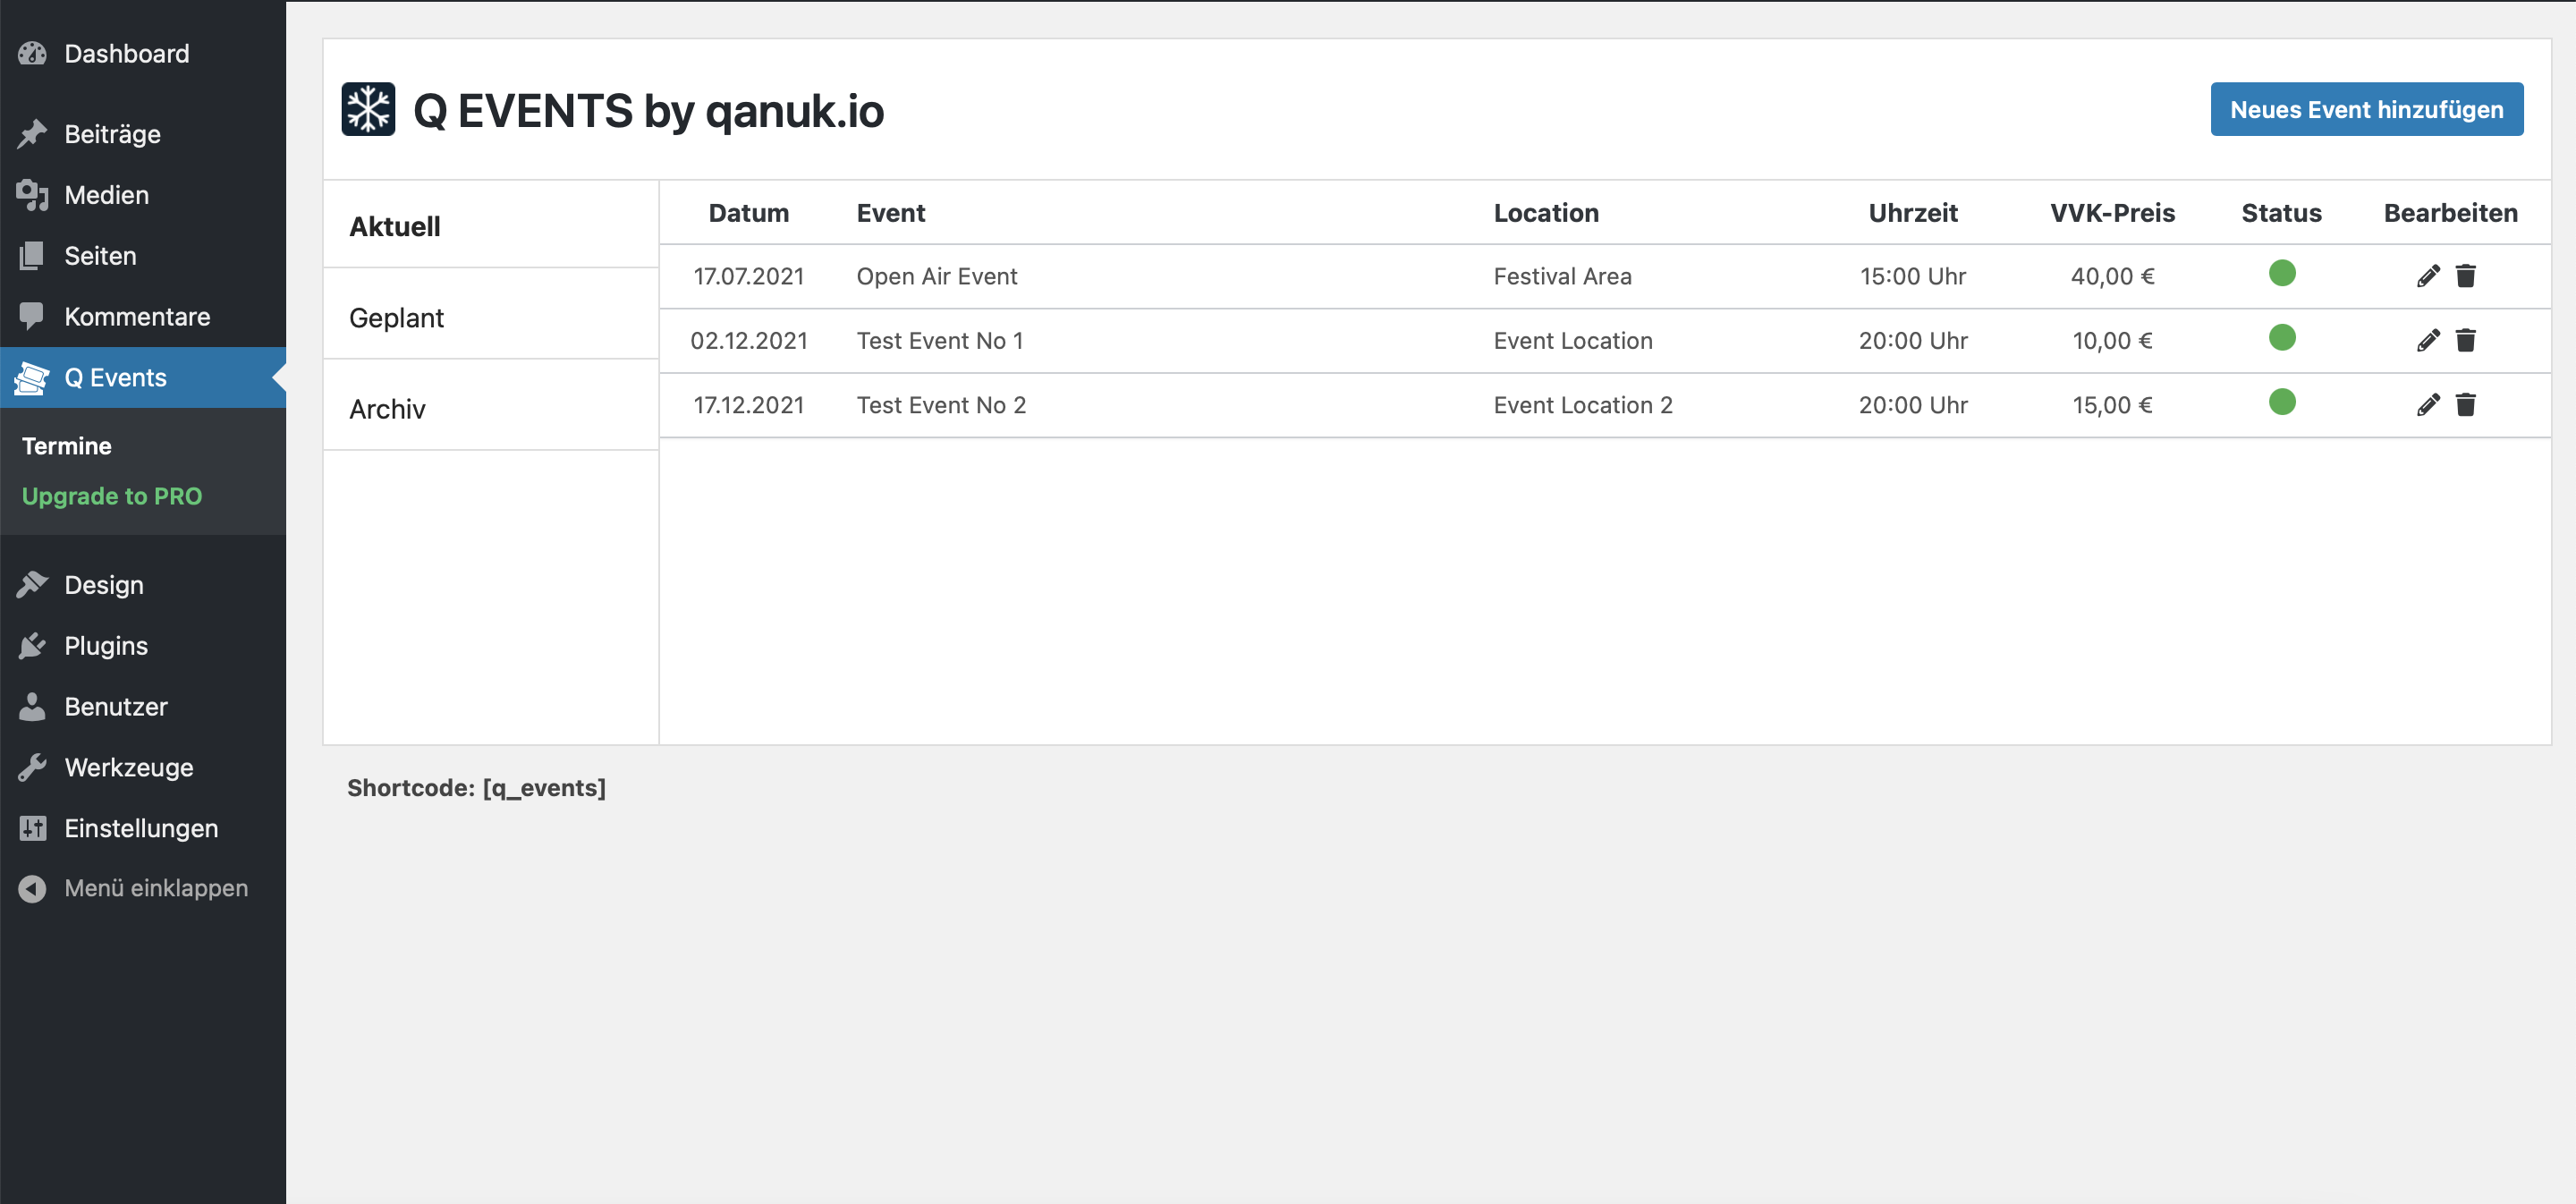 Dashboard
Beiträge
Medien
Seiten
Kommentare
Q Events
Termine
Upgrade to PRO
Design
Plugins
Benutzer
Werkzeuge
Einstellungen
Menü einklappen
Q EVENTS by qanuk.io
Neues Event hinzufügen
Aktuell
Geplant
Archiv
Datum Event Location Uhrzeit VVK-Preis Status Bearbeiten
17.07.2021 Open Air Event Festival Area 15:00 Uhr 40,00 €
02.12.2021 Test Event No 1 Event Location 20:00 Uhr 10,00 €
17.12.2021 Test Event No 2 Event Location 2 20:00 Uhr 15,00 €
Shortcode: [q_events]